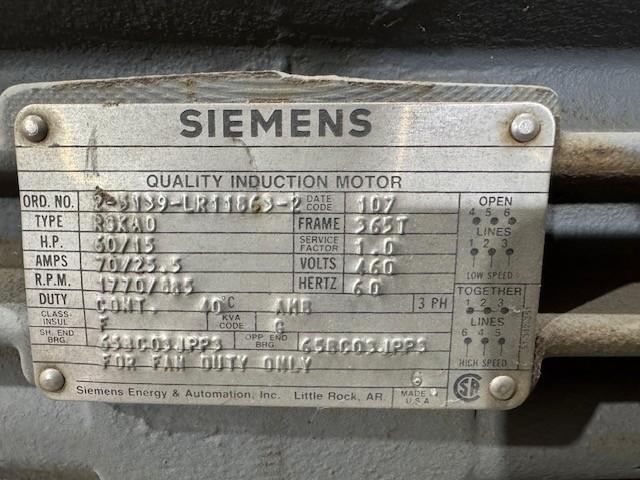 SIEMENS
QUALITY INDUCTION MOTOR
ORD. NO. 2-5139-LR11863-2 DATE CODE 107
TYPE RGKAD FRAME 365T
H.P. 60/15 SERVICE FACTOR 1.0
AMPS 70/25.5 VOLTS 460
R.P.M. 1770/885 HERTZ 60
DUTY CONT. 40°C AMB 3 PH
CLASS INSUL F KVA CODE G
SH. END BRG. 65BC03JPP3 OPP. END BRG. 65BC03JPP3
FOR FAN DUTY ONLY
Siemens Energy & Automation, Inc. Little Rock, AR. MADE IN U.S.A.
OPEN
4 5 6
LINES
1 2 3
LOW SPEED
TOGETHER
1 2 3
LINES
6 4 5
HIGH SPEED
SA